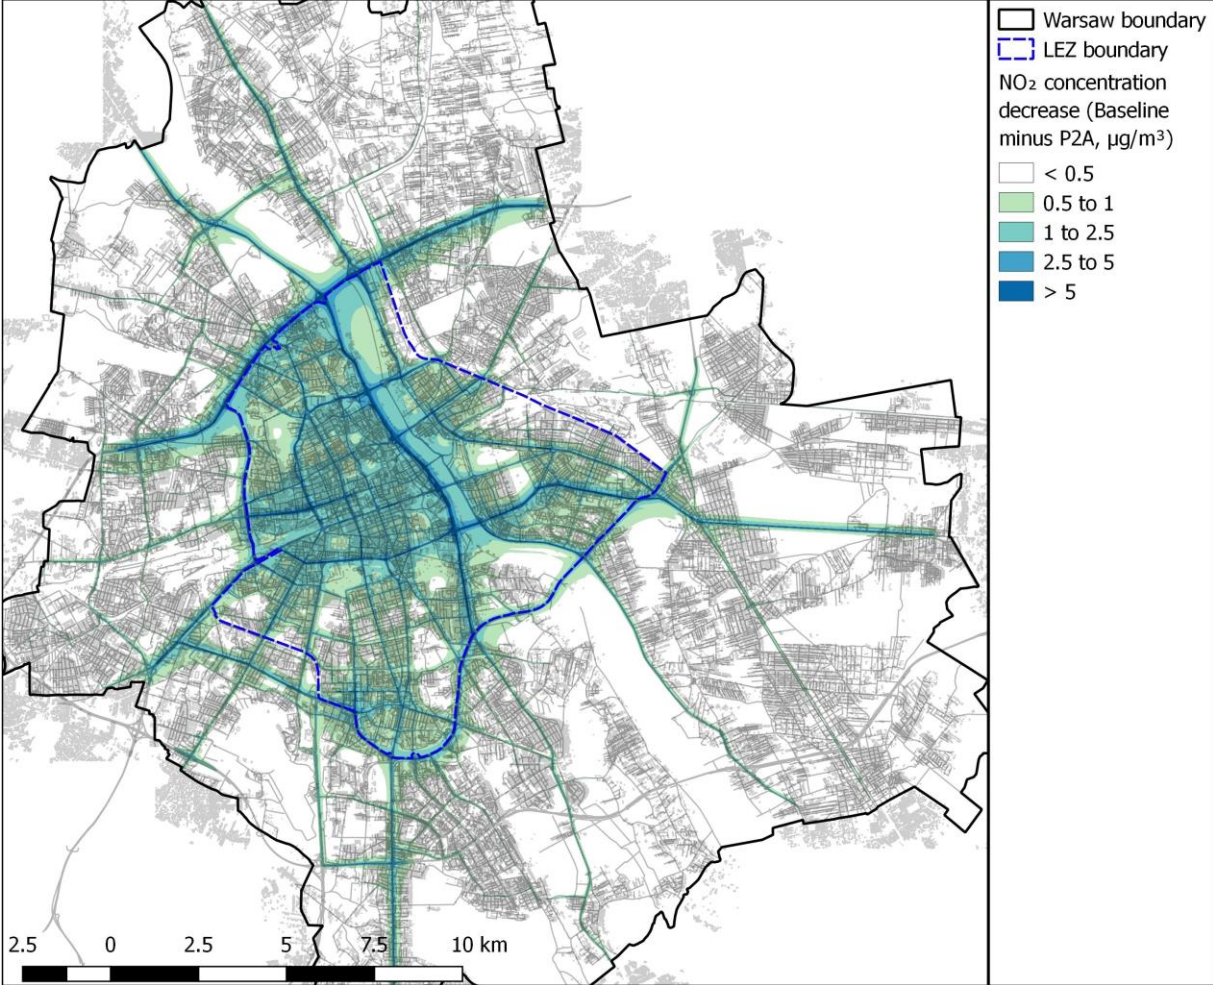 Warsaw boundary
LEZ boundary
NO₂ concentration
decrease (Baseline
minus P2A, µg/m³)
< 0.5
0.5 to 1
1 to 2.5
2.5 to 5
> 5
2.5 0 2.5 5 7.5 10 km